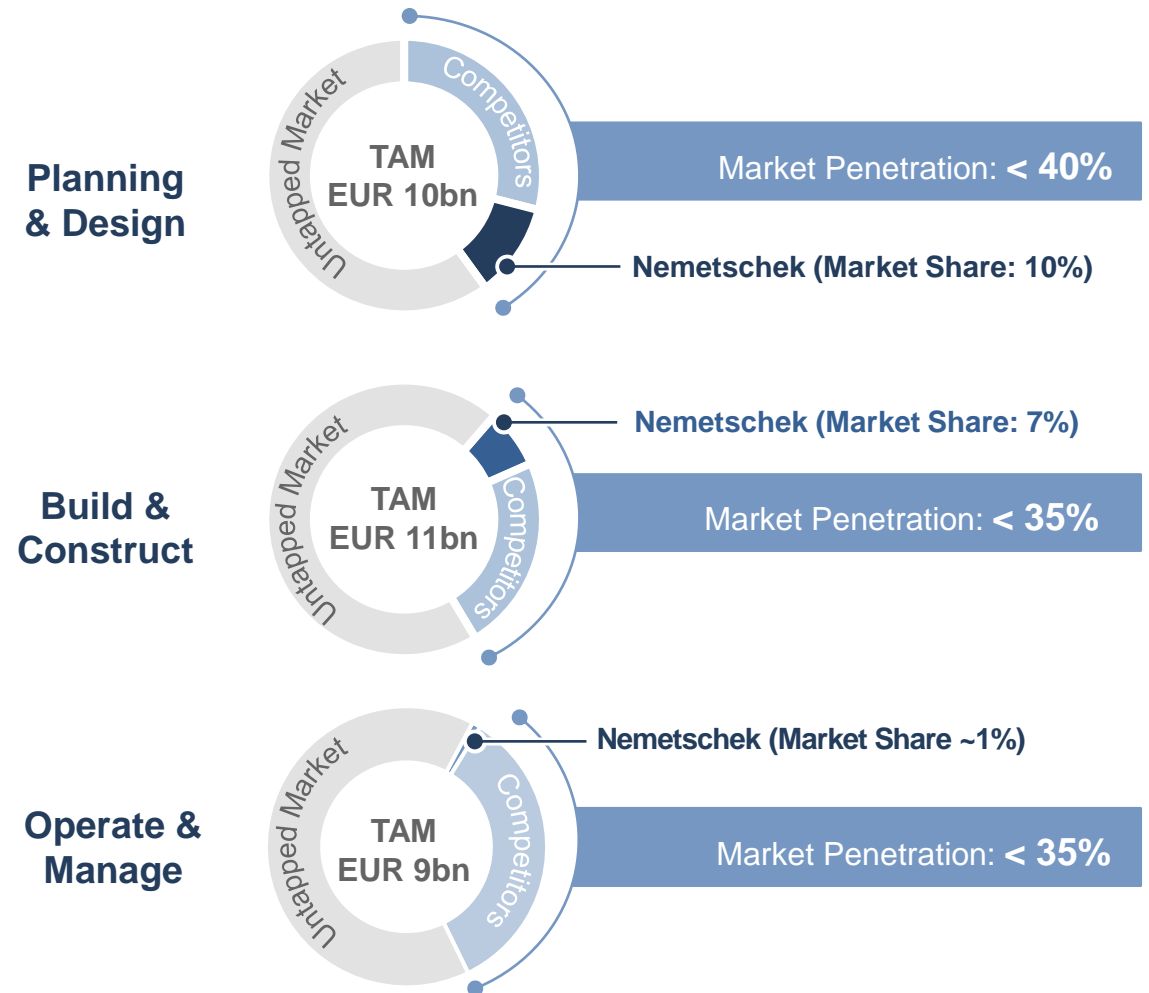 Planning
& Design
Untapped Market
Competitors
TAM
EUR 10bn
Market Penetration: < 40%
Nemetschek (Market Share: 10%)
Build &
Construct
Untapped Market
Competitors
TAM
EUR 11bn
Nemetschek (Market Share: 7%)
Market Penetration: < 35%
Operate &
Manage
Untapped Market
Competitors
TAM
EUR 9bn
Nemetschek (Market Share ~1%)
Market Penetration: < 35%